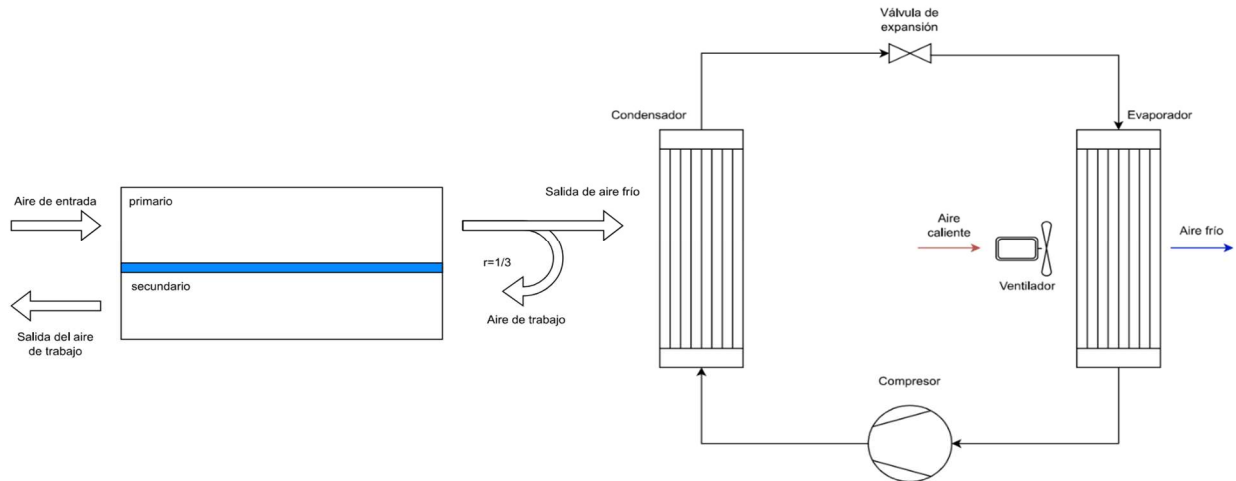 Aire de entrada
primario
secundario
Salida del aire
de trabajo
Salida de aire frío
r=1/3
Aire de trabajo
Condensador
Válvula de
expansión
Evaporador
Aire
caliente
Ventilador
Aire frío
Compresor